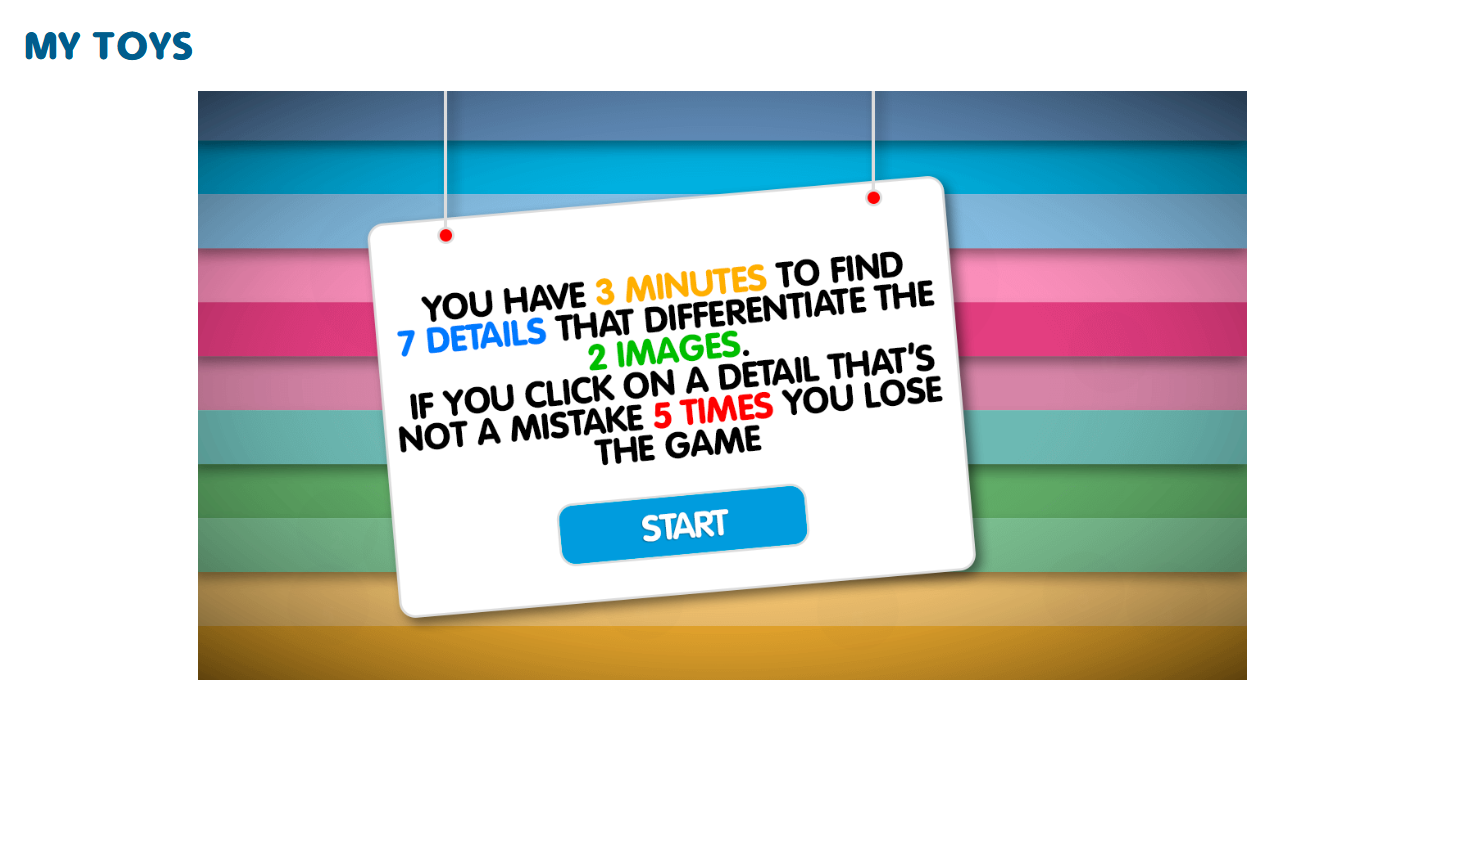 MY TOYS
YOU HAVE 3 MINUTES TO FIND
7 DETAILS THAT DIFFERENTIATE THE
2 IMAGES.
IF YOU CLICK ON A DETAIL THAT'S
NOT A MISTAKE 5 TIMES YOU LOSE
THE GAME
START